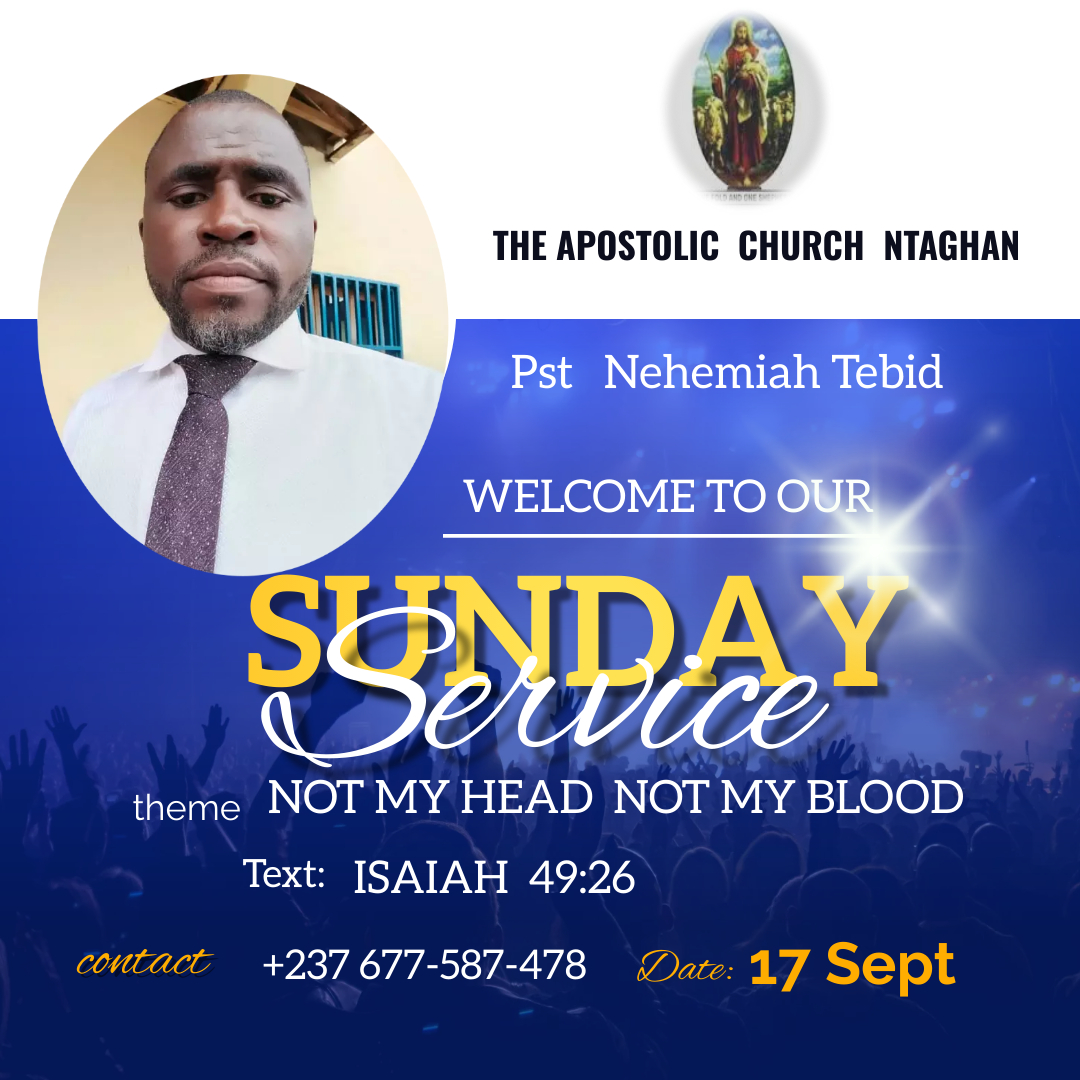 THE APOSTOLIC CHURCH NTAGHAN
Pst Nehemiah Tebid
WELCOME TO OUR
SUNDAY
Service
theme NOT MY HEAD NOT MY BLOOD
Text: ISAIAH 49:26
contact +237 677-587-478 Date: 17 Sept